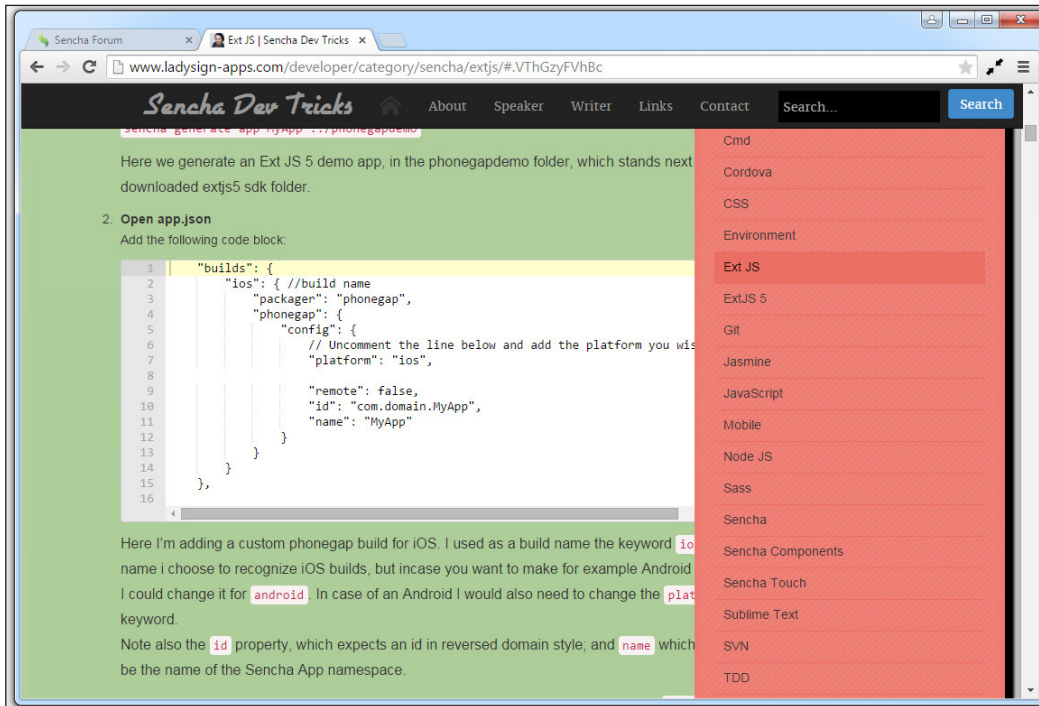 Sencha Forum
Ext JS | Sencha Dev Tricks
www.ladysign-apps.com/developer/category/sencha/extjs/#.VThGzyFVhBc
Sencha Dev Tricks
About
Speaker
Writer
Links
Contact
Search...
Search
sencha generate app MyApp ../phonegapdemo
Here we generate an Ext JS 5 demo app, in the phonegapdemo folder, which stands next
downloaded extjs5 sdk folder.
2. Open app.json
Add the following code block:
1 "builds": {
2 "ios": { //build name
3 "packager": "phonegap",
4 "phonegap": {
5 "config": {
6 // Uncomment the line below and add the platform you wis
7 "platform": "ios",
8
9 "remote": false,
10 "id": "com.domain.MyApp",
11 "name": "MyApp"
12 }
13 }
14 }
15 },
16
Here I'm adding a custom phonegap build for iOS. I used as a build name the keyword io
name i choose to recognize iOS builds, but incase you want to make for example Android
I could change it for android. In case of an Android I would also need to change the plat
keyword.
Note also the id property, which expects an id in reversed domain style; and name which
be the name of the Sencha App namespace.
Cmd
Cordova
CSS
Environment
Ext JS
ExtJS 5
Git
Jasmine
JavaScript
Mobile
Node JS
Sass
Sencha
Sencha Components
Sencha Touch
Sublime Text
SVN
TDD